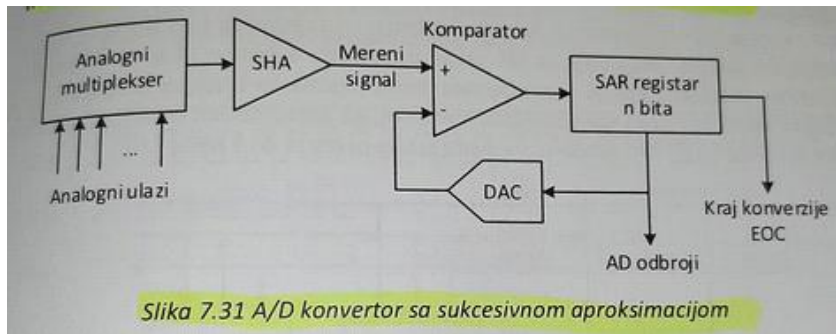 Analogni
multiplekser
SHA
Mereni
signal
Komparator
+
-
SAR registar
n bita
DAC
...
Analogni ulazi
Kraj konverzije
EOC
AD odbroji
Slika 7.31 A/D konvertor sa sukcesivnom aproksimacijom